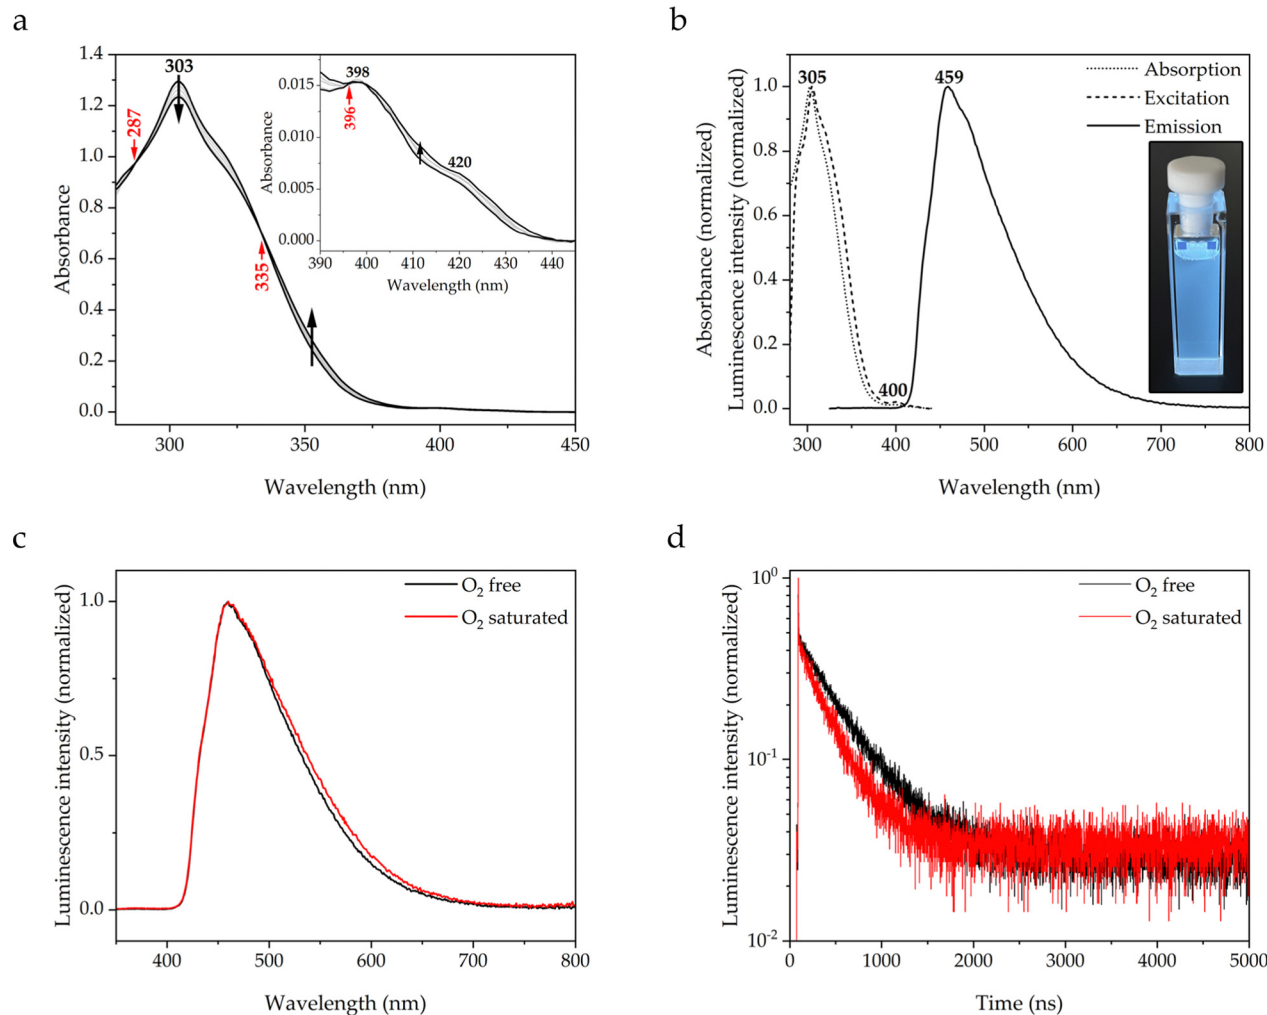 a
303
287
335
1.4
1.2
1.0
0.8
0.6
0.4
0.2
0.0
Absorbance
300
350
400
450
Wavelength (nm)
398
396
420
0.015
0.010
0.005
0.000
Absorbance
390
400
410
420
430
440
Wavelength (nm)
b
305
459
400
Absorption
Excitation
Emission
1.0
0.8
0.6
0.4
0.2
0.0
Absorbance (normalized)
Luminescence intensity (normalized)
300
400
500
600
700
800
Wavelength (nm)
c
O₂ free
O₂ saturated
1.0
0.5
0.0
Luminescence intensity (normalized)
400
500
600
700
800
Wavelength (nm)
d
O₂ free
O₂ saturated
10⁰
10⁻¹
10⁻²
Luminescence intensity (normalized)
0
1000
2000
3000
4000
5000
Time (ns)